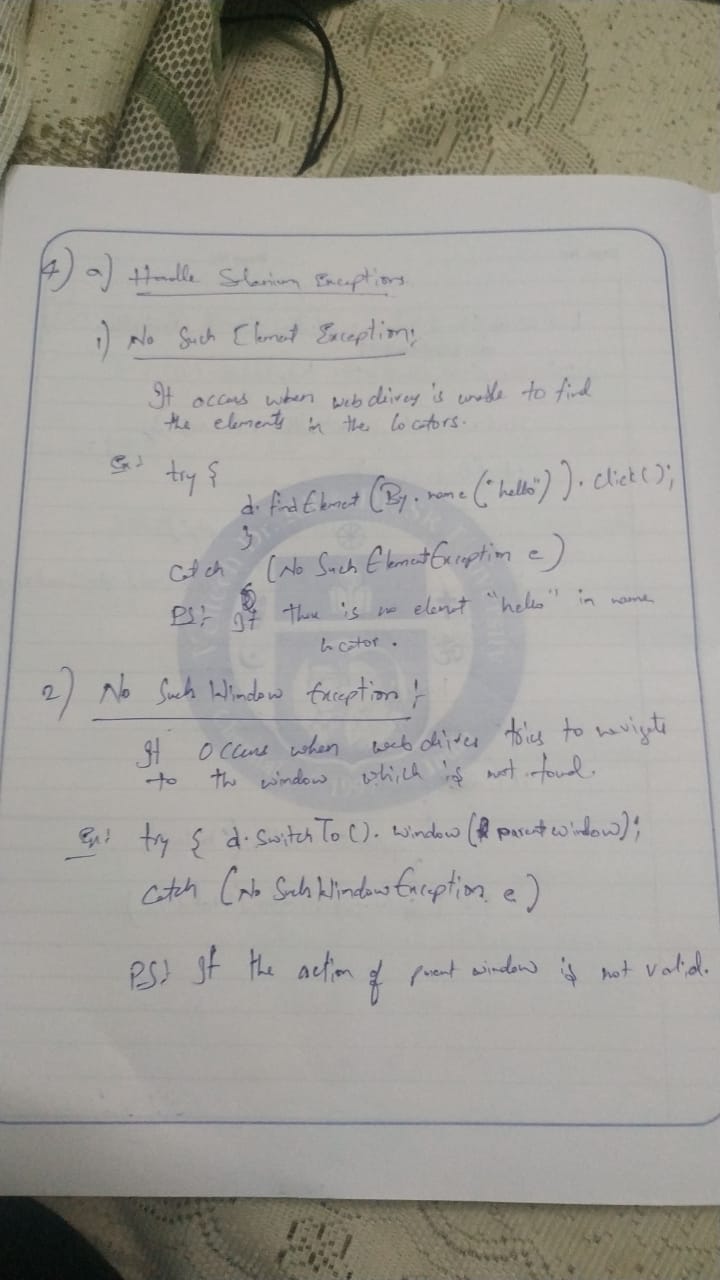 4) a) Handle Selenium Exceptions
i) No Such Element Exception:
It occurs when web driver is unable to find
the elements in the locators.
Ex: try {
d. find Element (By. name ("hello")). click();
}
catch (No Such Element Exception e)
PS: If there is no element "hello" in name
locator.
2) No Such Window Exception:
It occurs when web driver tries to navigate
to the window which is not found.
Ex: try { d. Switch To (). window (parent window);
catch (No Such Window Exception e)
PS: If the action of parent window is not valid.